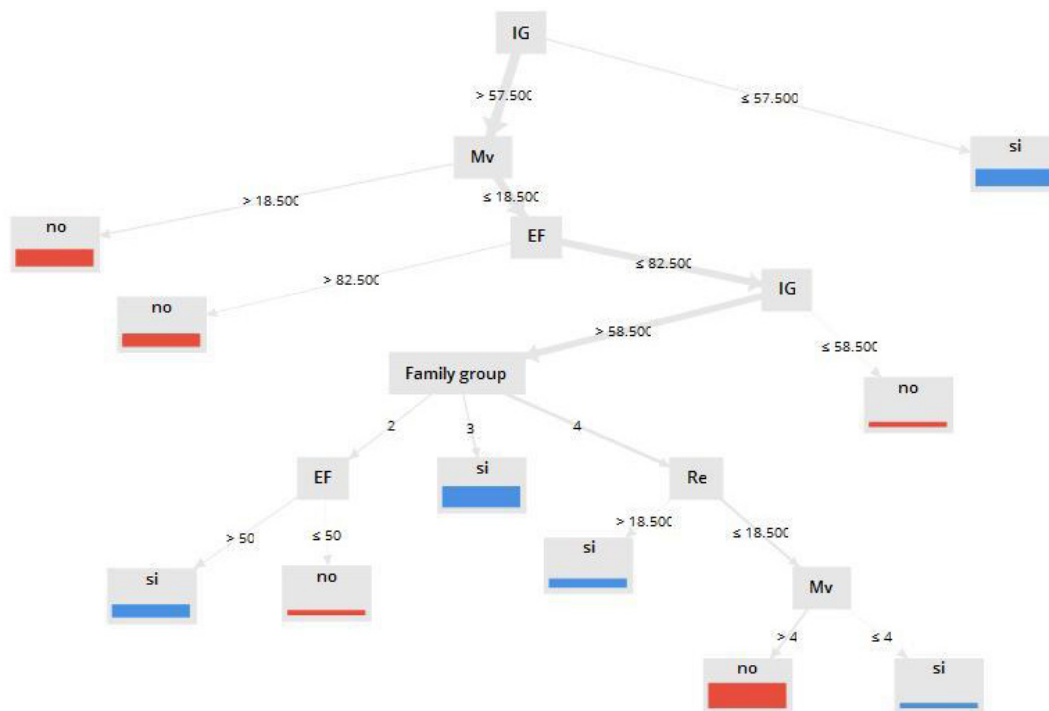 IG
> 57.500
≤ 57.500
si
Mv
> 18.500
≤ 18.500
no
EF
> 82.500
≤ 82.500
no
IG
> 58.500
≤ 58.500
Family group
no
2
3
4
EF
si
Re
> 50
≤ 50
> 18.500
≤ 18.500
si
no
si
Mv
> 4
≤ 4
no
si